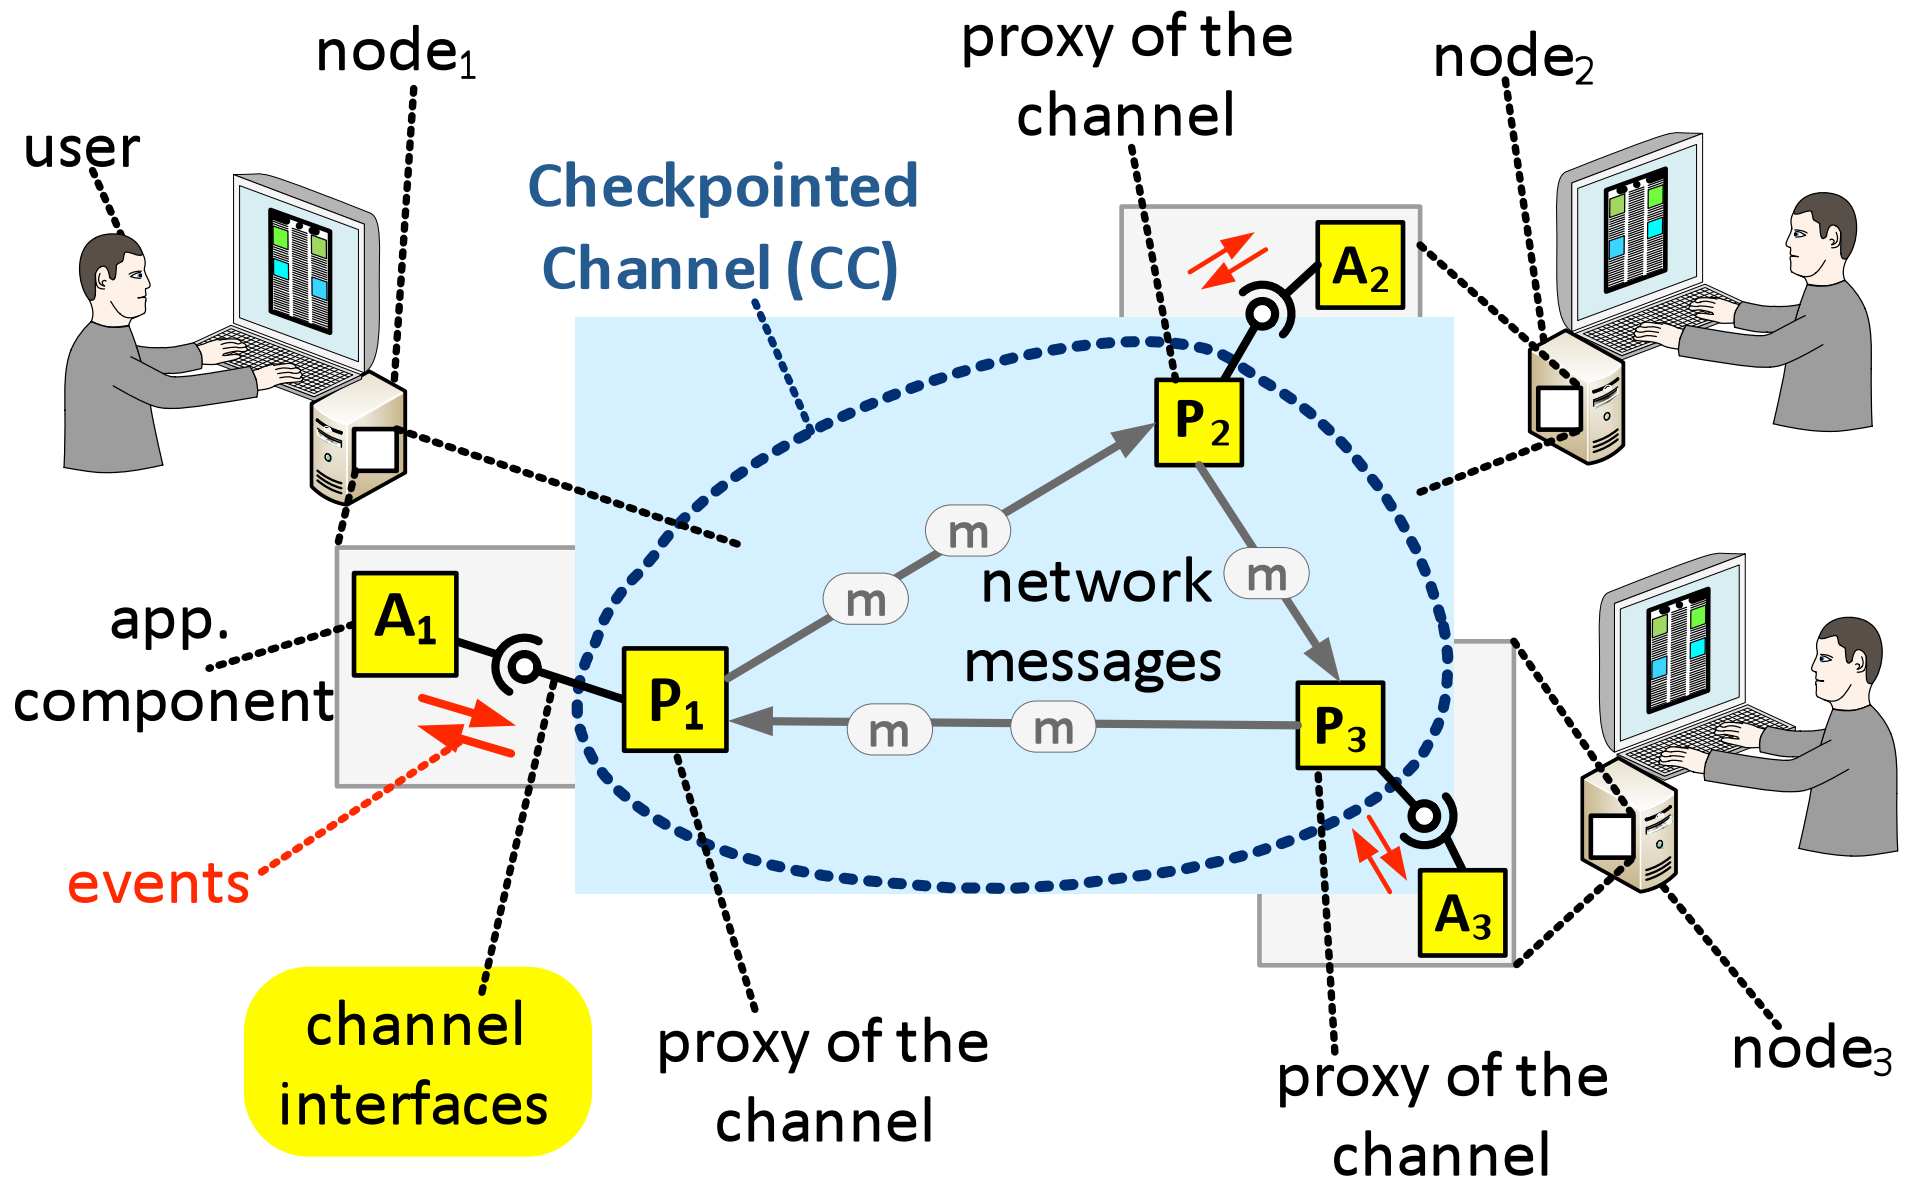 node1
proxy of the
channel
node2
user
Checkpointed
Channel (CC)
A2
P2
m
m
m
network
messages
app.
component
A1
P1
m
m
P3
events
A3
channel
interfaces
proxy of the
channel
proxy of the
channel
node3